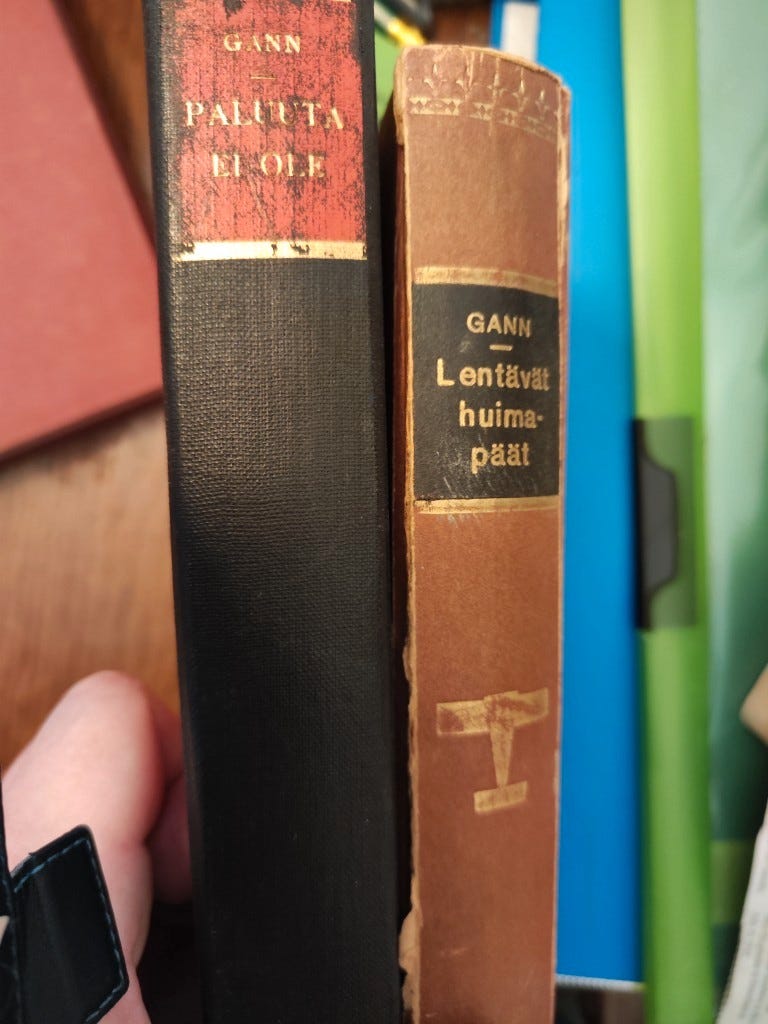 GANN
PALUUTA
EI OLE
GANN
Lentävät
huima-
päät